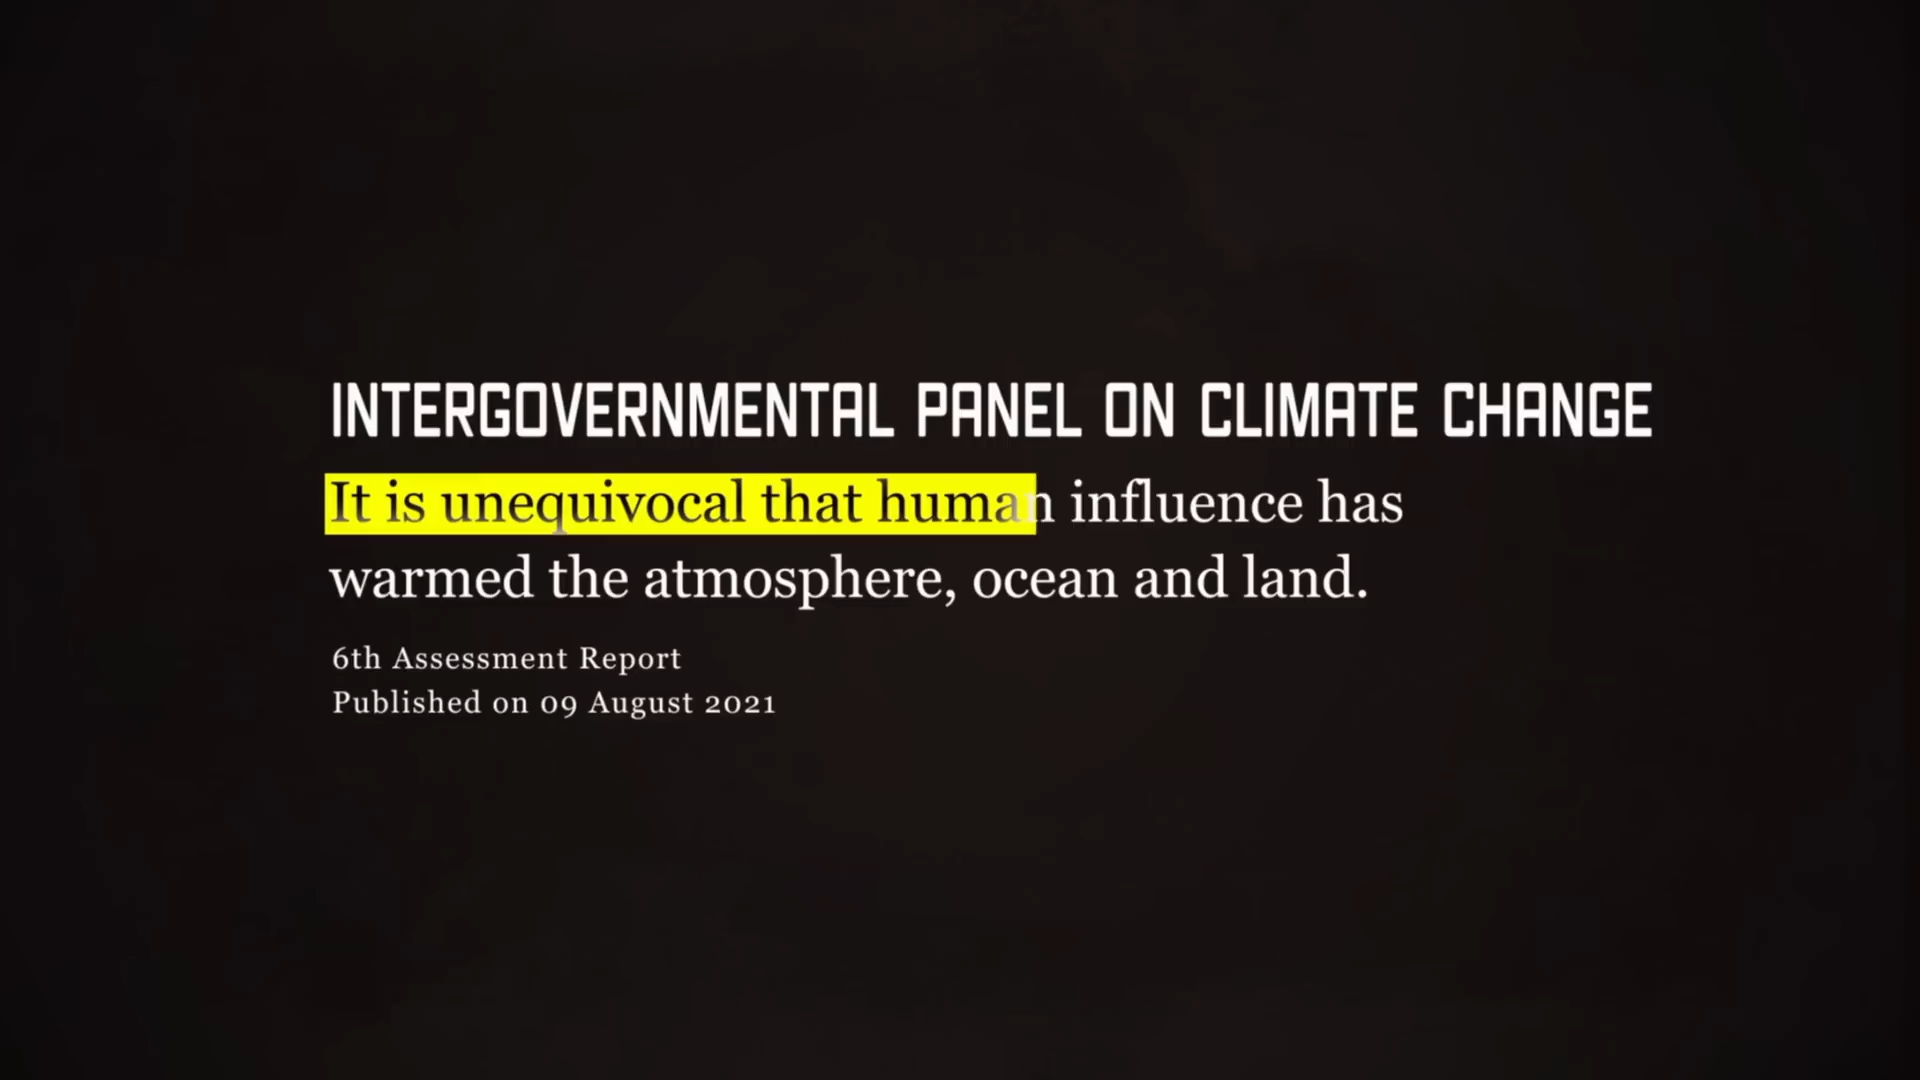 INTERGOVERNMENTAL PANEL ON CLIMATE CHANGE
It is unequivocal that human influence has
warmed the atmosphere, ocean and land.
6th Assessment Report
Published on 09 August 2021